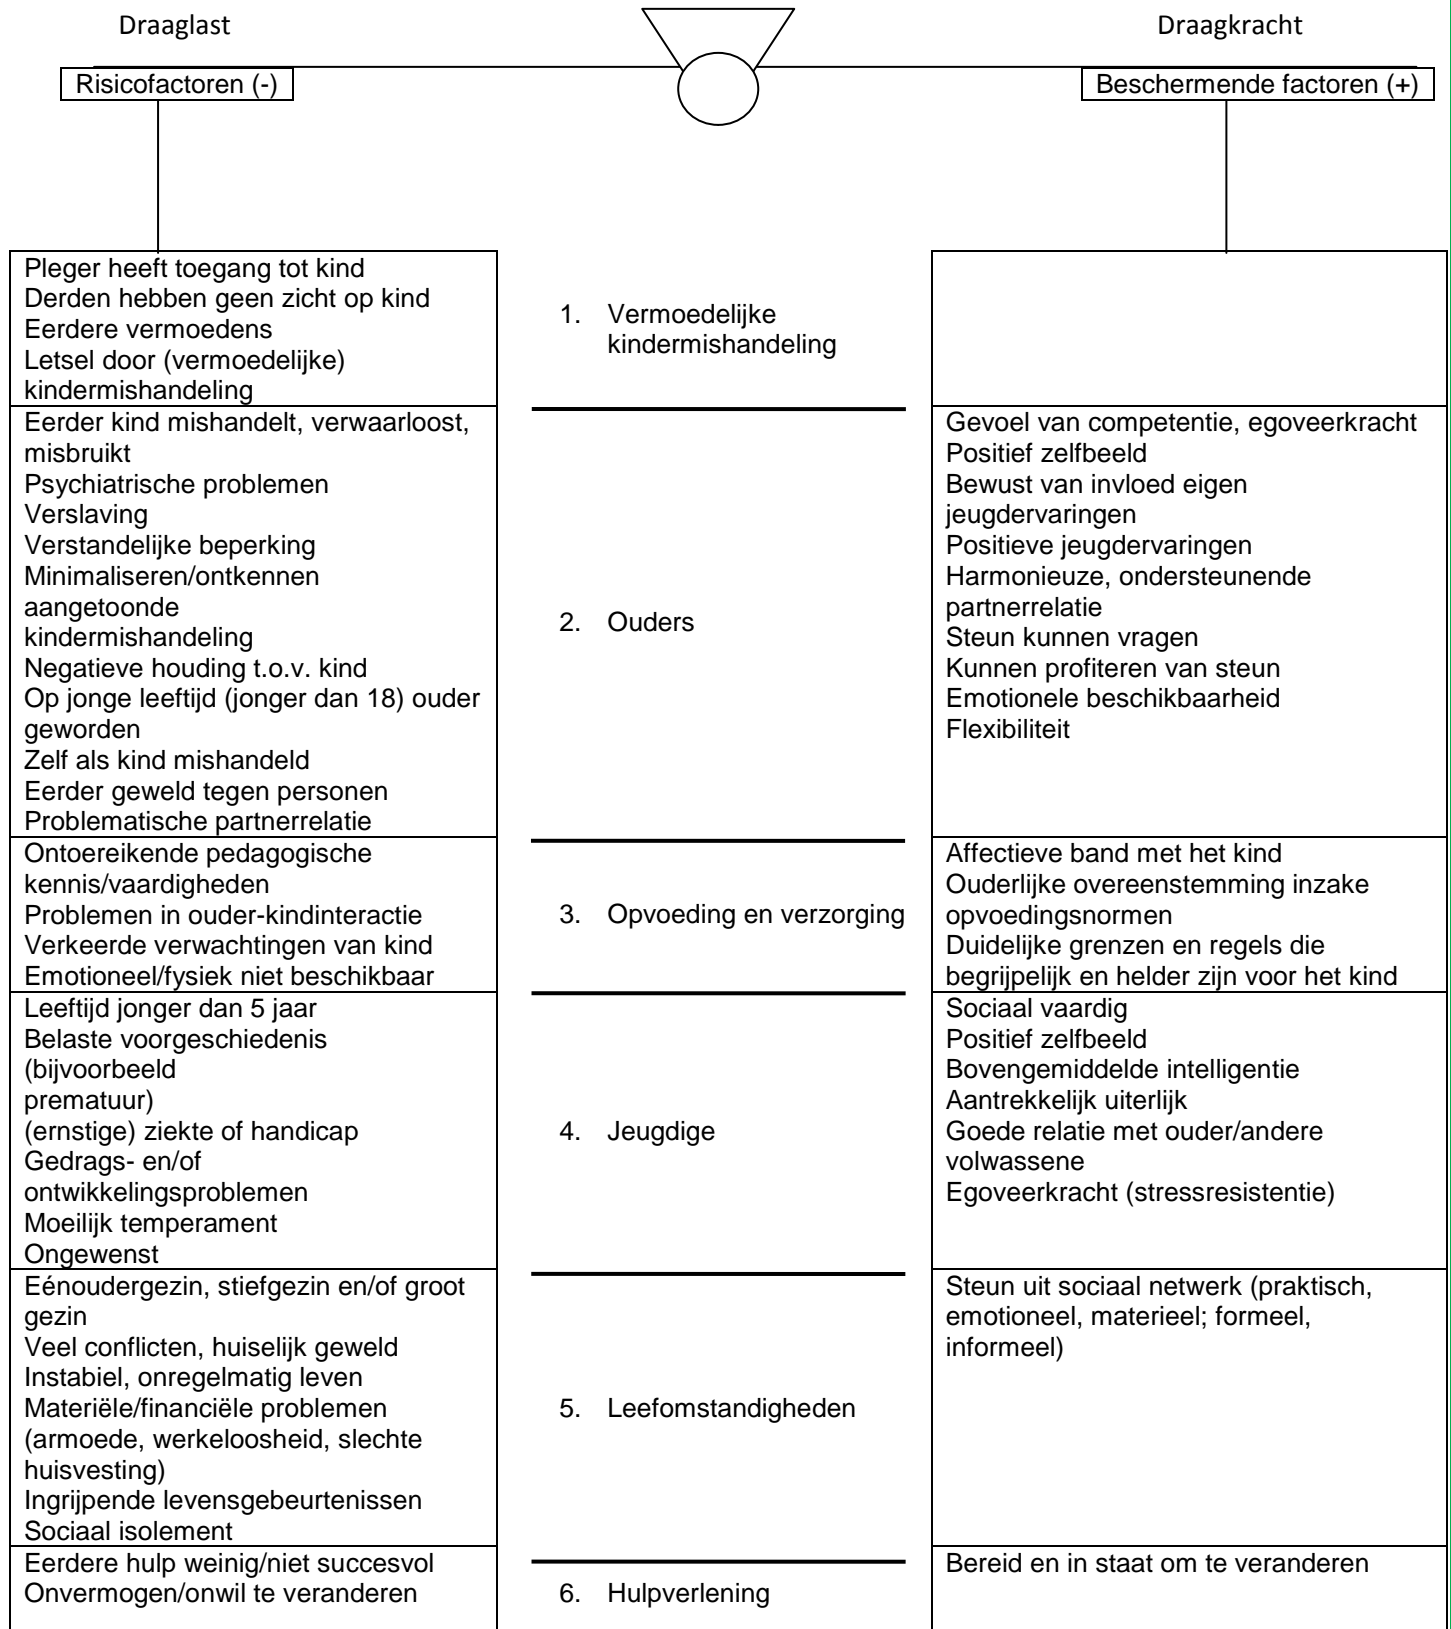 Draaglast
Draagkracht
Risicofactoren (-)
Beschermende factoren (+)
Pleger heeft toegang tot kind
Derden hebben geen zicht op kind
Eerdere vermoedens
Letsel door (vermoedelijke)
kindermishandeling
1. Vermoedelijke
kindermishandeling
Eerder kind mishandelt, verwaarloost,
misbruikt
Psychiatrische problemen
Verslaving
Verstandelijke beperking
Minimaliseren/ontkennen
aangetoonde
kindermishandeling
Negatieve houding t.o.v. kind
Op jonge leeftijd (jonger dan 18) ouder
geworden
Zelf als kind mishandeld
Eerder geweld tegen personen
Problematische partnerrelatie
2. Ouders
Gevoel van competentie, egoveerkracht
Positief zelfbeeld
Bewust van invloed eigen
jeugdervaringen
Positieve jeugdervaringen
Harmonieuze, ondersteunende
partnerrelatie
Steun kunnen vragen
Kunnen profiteren van steun
Emotionele beschikbaarheid
Flexibiliteit
Ontoereikende pedagogische
kennis/vaardigheden
Problemen in ouder-kindinteractie
Verkeerde verwachtingen van kind
Emotioneel/fysiek niet beschikbaar
3. Opvoeding en verzorging
Affectieve band met het kind
Ouderlijke overeenstemming inzake
opvoedingsnormen
Duidelijke grenzen en regels die
begrijpelijk en helder zijn voor het kind
Leeftijd jonger dan 5 jaar
Belaste voorgeschiedenis
(bijvoorbeeld
prematuur)
(ernstige) ziekte of handicap
Gedrags- en/of
ontwikkelingsproblemen
Moeilijk temperament
Ongewenst
4. Jeugdige
Sociaal vaardig
Positief zelfbeeld
Bovengemiddelde intelligentie
Aantrekkelijk uiterlijk
Goede relatie met ouder/andere
volwassene
Egoveerkracht (stressresistentie)
Eénoudergezin, stiefgezin en/of groot
gezin
Veel conflicten, huiselijk geweld
Instabiel, onregelmatig leven
Materiële/financiële problemen
(armoede, werkeloosheid, slechte
huisvesting)
Ingrijpende levensgebeurtenissen
Sociaal isolement
5. Leefomstandigheden
Steun uit sociaal netwerk (praktisch,
emotioneel, materieel; formeel,
informeel)
Eerdere hulp weinig/niet succesvol
Onvermogen/onwil te veranderen
6. Hulpverlening
Bereid en in staat om te veranderen